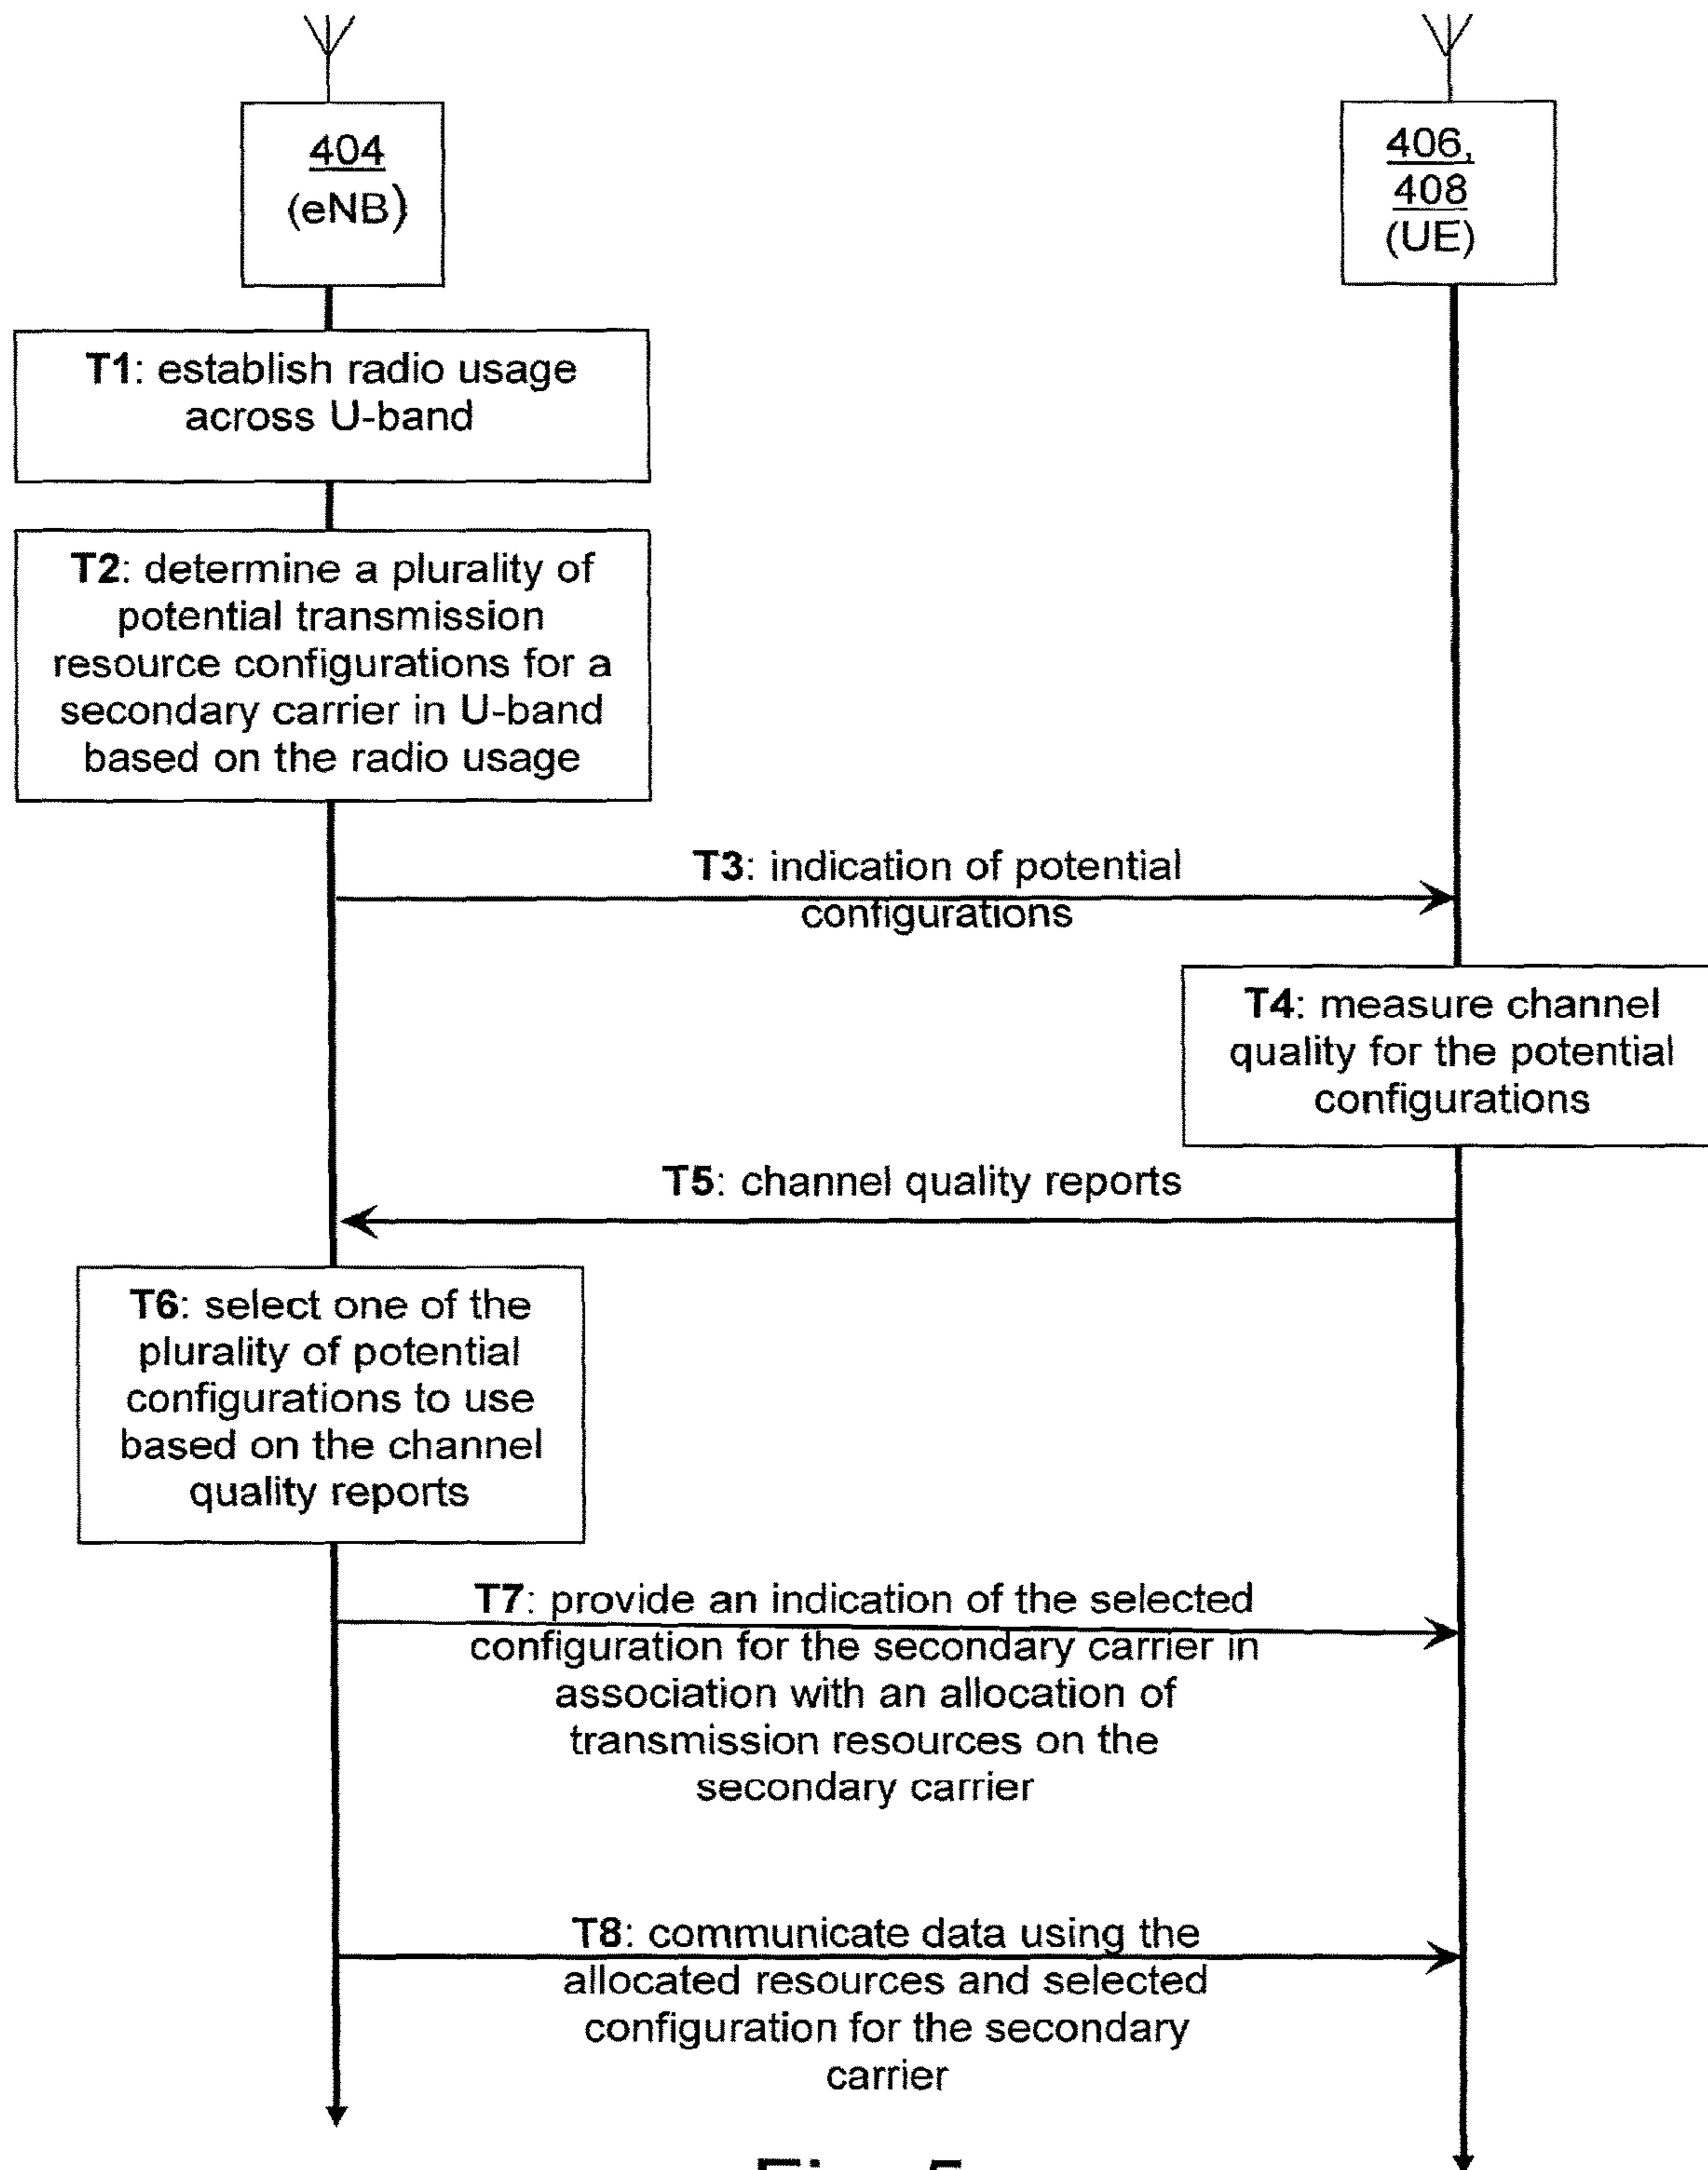 404
(eNB)
406,
408
(UE)
T1: establish radio usage
across U-band
T2: determine a plurality of
potential transmission
resource configurations for a
secondary carrier in U-band
based on the radio usage
T3: indication of potential
configurations
T4: measure channel
quality for the potential
configurations
T5: channel quality reports
T6: select one of the
plurality of potential
configurations to use
based on the channel
quality reports
T7: provide an indication of the selected
configuration for the secondary carrier in
association with an allocation of
transmission resources on the
secondary carrier
T8: communicate data using the
allocated resources and selected
configuration for the secondary
carrier